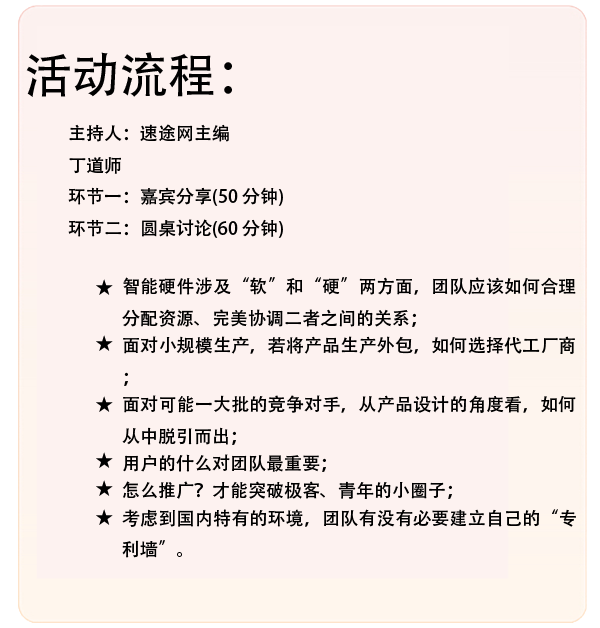 活动流程：
主持人：速途网主编
丁道师
环节一：嘉宾分享(50 分钟)
环节二：圆桌讨论(60 分钟)
★ 智能硬件涉及“软”和“硬”两方面，团队应该如何合理
分配资源、完美协调二者之间的关系；
★ 面对小规模生产，若将产品生产外包，如何选择代工厂商
；
★ 面对可能一大批的竞争对手，从产品设计的角度看，如何
从中脱引而出；
★ 用户的什么对团队最重要；
★ 怎么推广？才能突破极客、青年的小圈子；
★ 考虑到国内特有的环境，团队有没有必要建立自己的“专
利墙”。